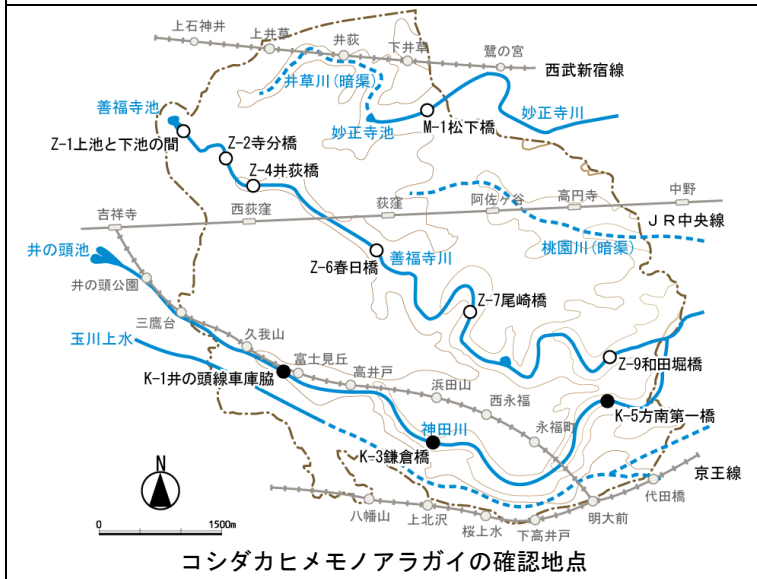 上石神井
上井草
井荻
下井草
鷺の宮
西武新宿線
井草川(暗渠)
善福寺池
妙正寺池
M-1松下橋
妙正寺川
Z-1上池と下池の間
Z-2寺分橋
Z-4井荻橋
吉祥寺
西荻窪
荻窪
阿佐ヶ谷
高円寺
中野
JR中央線
井の頭池
井の頭公園
Z-6春日橋
善福寺川
桃園川(暗渠)
三鷹台
Z-7尾崎橋
玉川上水
久我山
富士見丘
高井戸
K-1井の頭線車庫脇
浜田山
西永福
永福町
Z-9和田堀橋
K-5方南第一橋
神田川
K-3鎌倉橋
京王線
N
八幡山
上北沢
桜上水
下高井戸
明大前
代田橋
0 1500m
コシダカヒメモノアラガイの確認地点